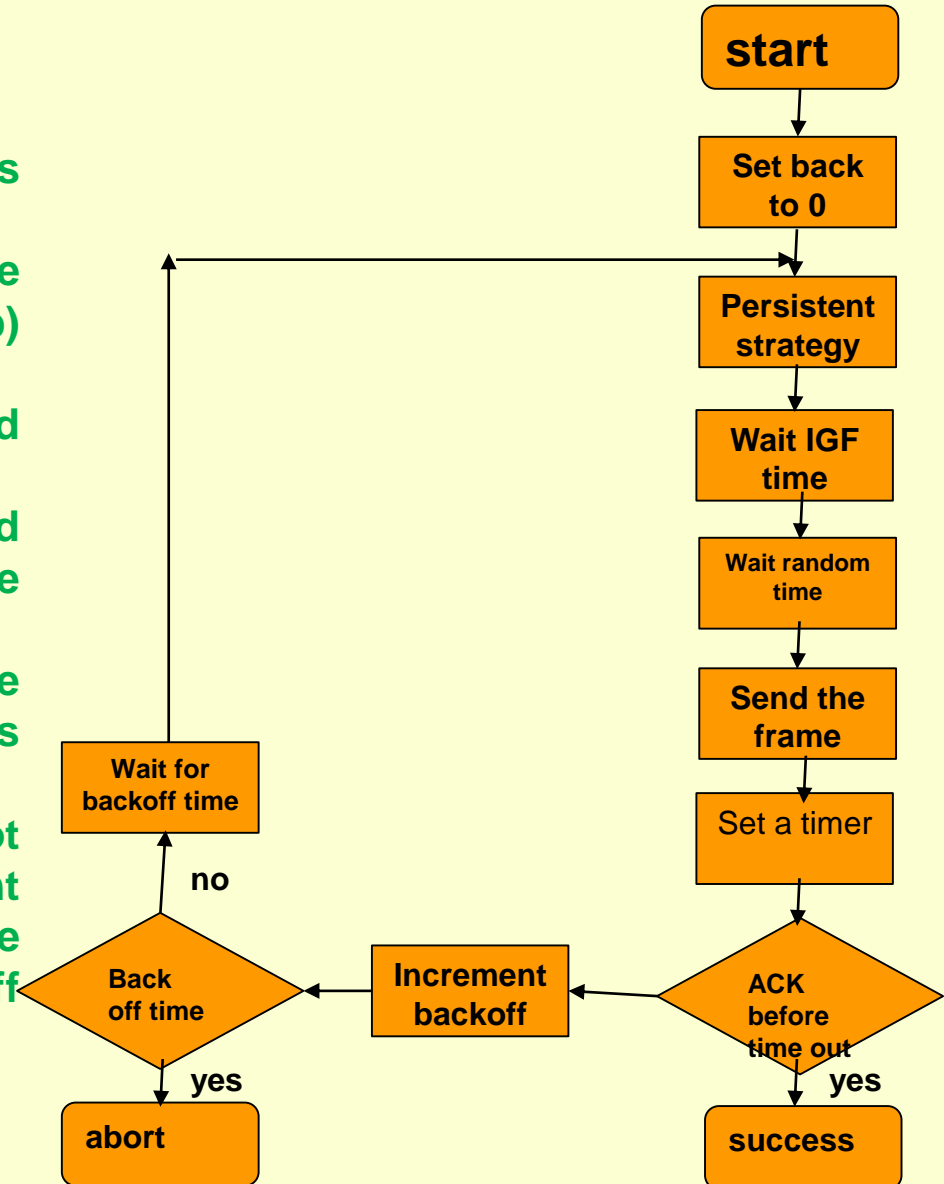 start
Set back
to 0
Persistent
strategy
Wait IGF
time
Wait random
time
Send the
frame
Set a timer
ACK
before
time out
yes
success
Increment
backoff
Back
off time
no
Wait for
backoff time
yes
abort
s
e
)
d
d
e
e
s
t
e